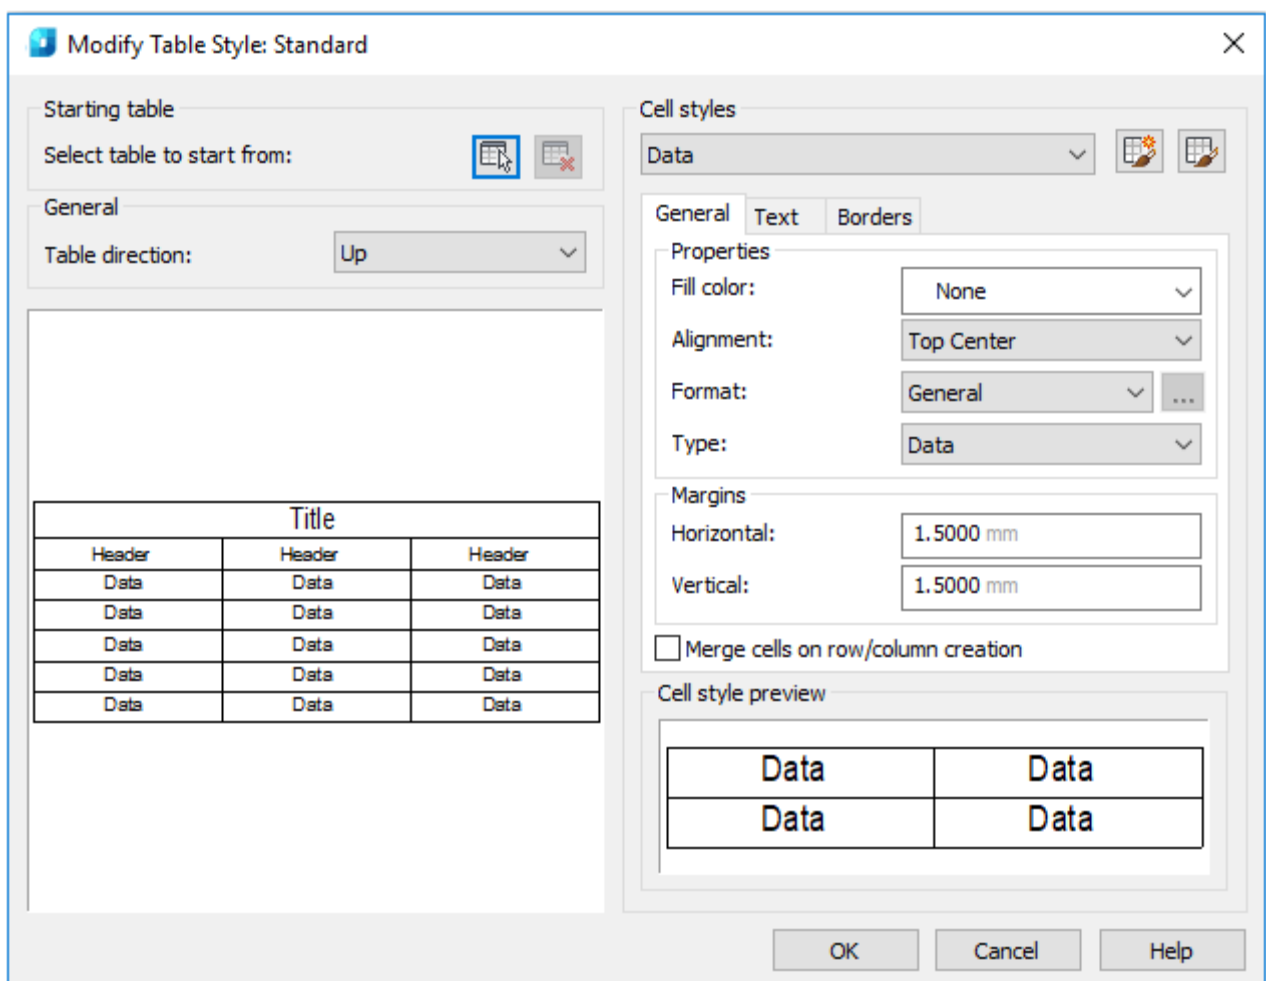 Modify Table Style: Standard
Starting table
Select table to start from:
General
Table direction:
Up
Title
Header Header Header
Data Data Data
Data Data Data
Data Data Data
Data Data Data
Data Data Data
Cell styles
Data
General Text Borders
Properties
Fill color: None
Alignment: Top Center
Format: General ...
Type: Data
Margins
Horizontal: 1.5000 mm
Vertical: 1.5000 mm
Merge cells on row/column creation
Cell style preview
Data Data
Data Data
OK Cancel Help